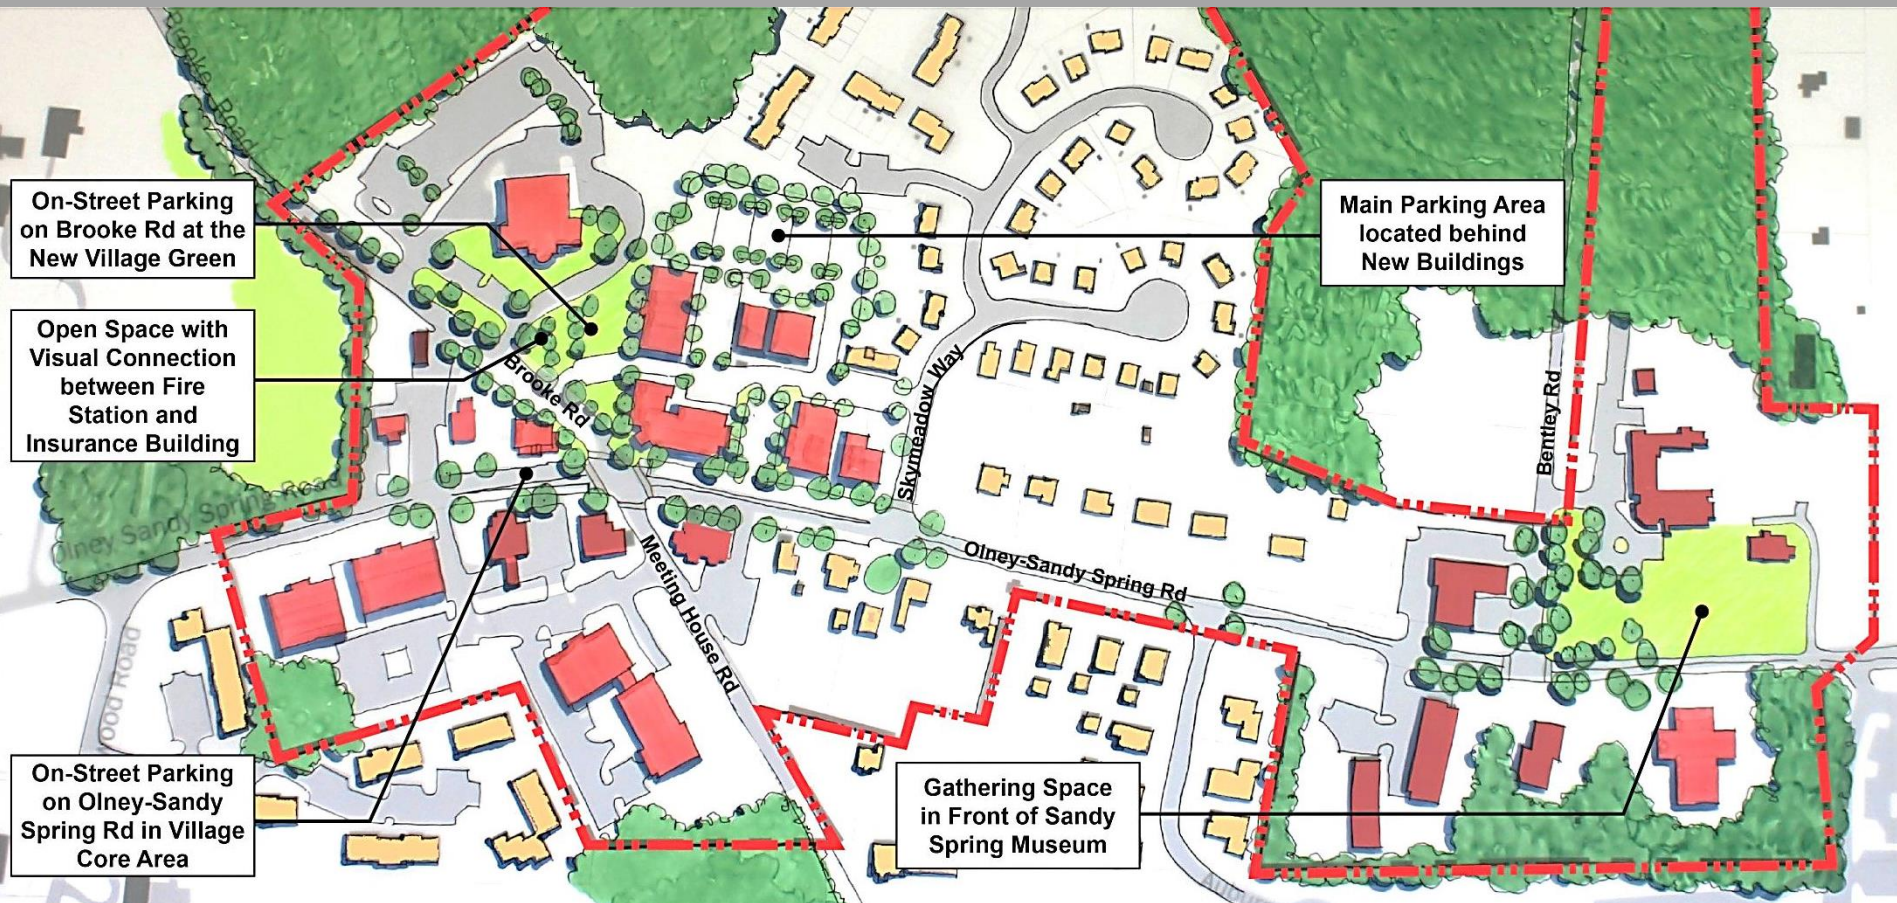 Brooke Road
On-Street Parking
on Brooke Rd at the
New Village Green
Main Parking Area
located behind
New Buildings
Open Space with
Visual Connection
between Fire
Station and
Insurance Building
Brooke Rd
Skymeadow Way
Bentley Rd
Olney Sandy Spring Road
Olney-Sandy Spring Rd
Meeting House Rd
On-Street Parking
on Olney-Sandy
Spring Rd in Village
Core Area
Gathering Space
in Front of Sandy
Spring Museum
Road